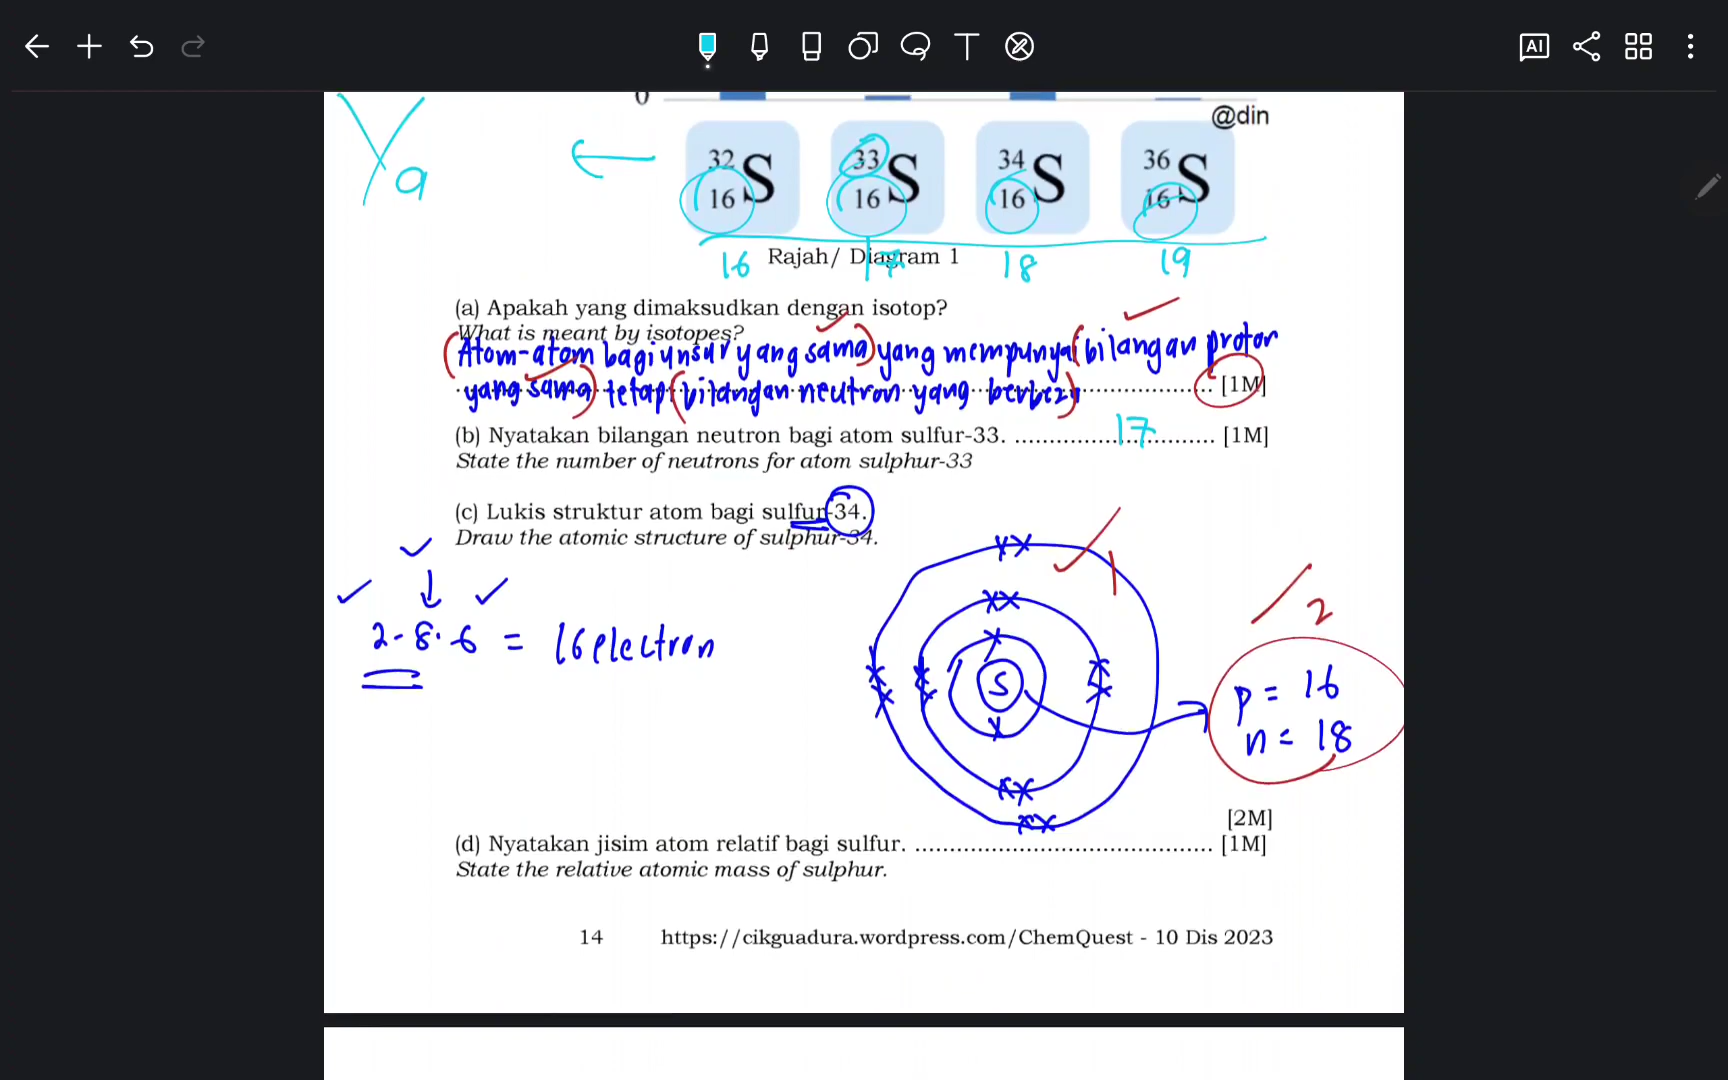 AI
0
@din
Ya
32 16 S 33 16 S 34 16 S 36 16 S
Rajah/ Diagram 1
16 17 18 19
(a) Apakah yang dimaksudkan dengan isotop?
What is meant by isotopes?
(Atom-atom bagi unsur yang sama) yang mempunyai (bilangan proton
yang sama) tetapi (bilangan neutron yang berbeza) [1M]
(b) Nyatakan bilangan neutron bagi atom sulfur-33. .................17............ [1M]
State the number of neutrons for atom sulphur-33
(c) Lukis struktur atom bagi sulfur-34.
Draw the atomic structure of sulphur-34.
2.8.6 = 16 electron
S
1
/2
p = 16
n = 18
[2M]
(d) Nyatakan jisim atom relatif bagi sulfur. ........................................... [1M]
State the relative atomic mass of sulphur.
14 https://cikguadura.wordpress.com/ChemQuest - 10 Dis 2023